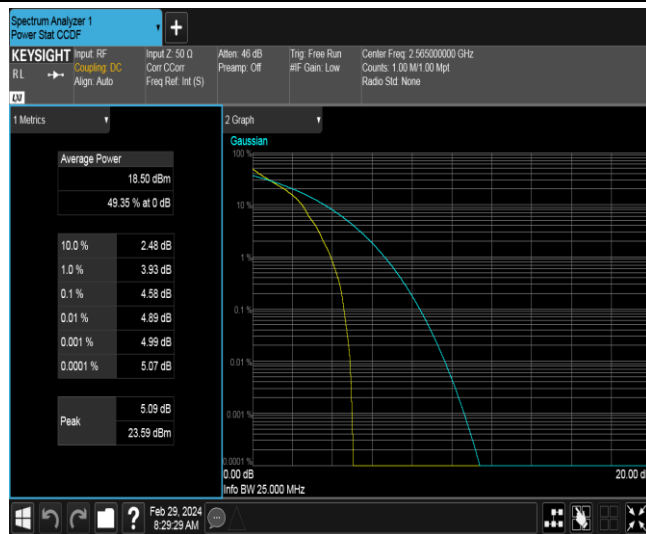 Spectrum Analyzer 1
Power Stat CCDF
KEYSIGHT
RL
LXI
Input: RF
Coupling: DC
Align: Auto
Input Z: 50 Ω
Corr CCorr
Freq Ref: Int (S)
Atten: 46 dB
Preamp: Off
Trig: Free Run
#IF Gain: Low
Center Freq: 2.565000000 GHz
Counts: 1.00 M/1.00 Mpt
Radio Std: None
1 Metrics
Average Power
18.50 dBm
49.35 % at 0 dB
10.0 % 2.48 dB
1.0 % 3.93 dB
0.1 % 4.58 dB
0.01 % 4.89 dB
0.001 % 4.99 dB
0.0001 % 5.07 dB
Peak
5.09 dB
23.59 dBm
2 Graph
Gaussian
100 %
10 %
1 %
0.1 %
0.01 %
0.001 %
0.0001 %
0.00 dB
20.00 d
Info BW 25.000 MHz
?
Feb 29, 2024
8:29:29 AM